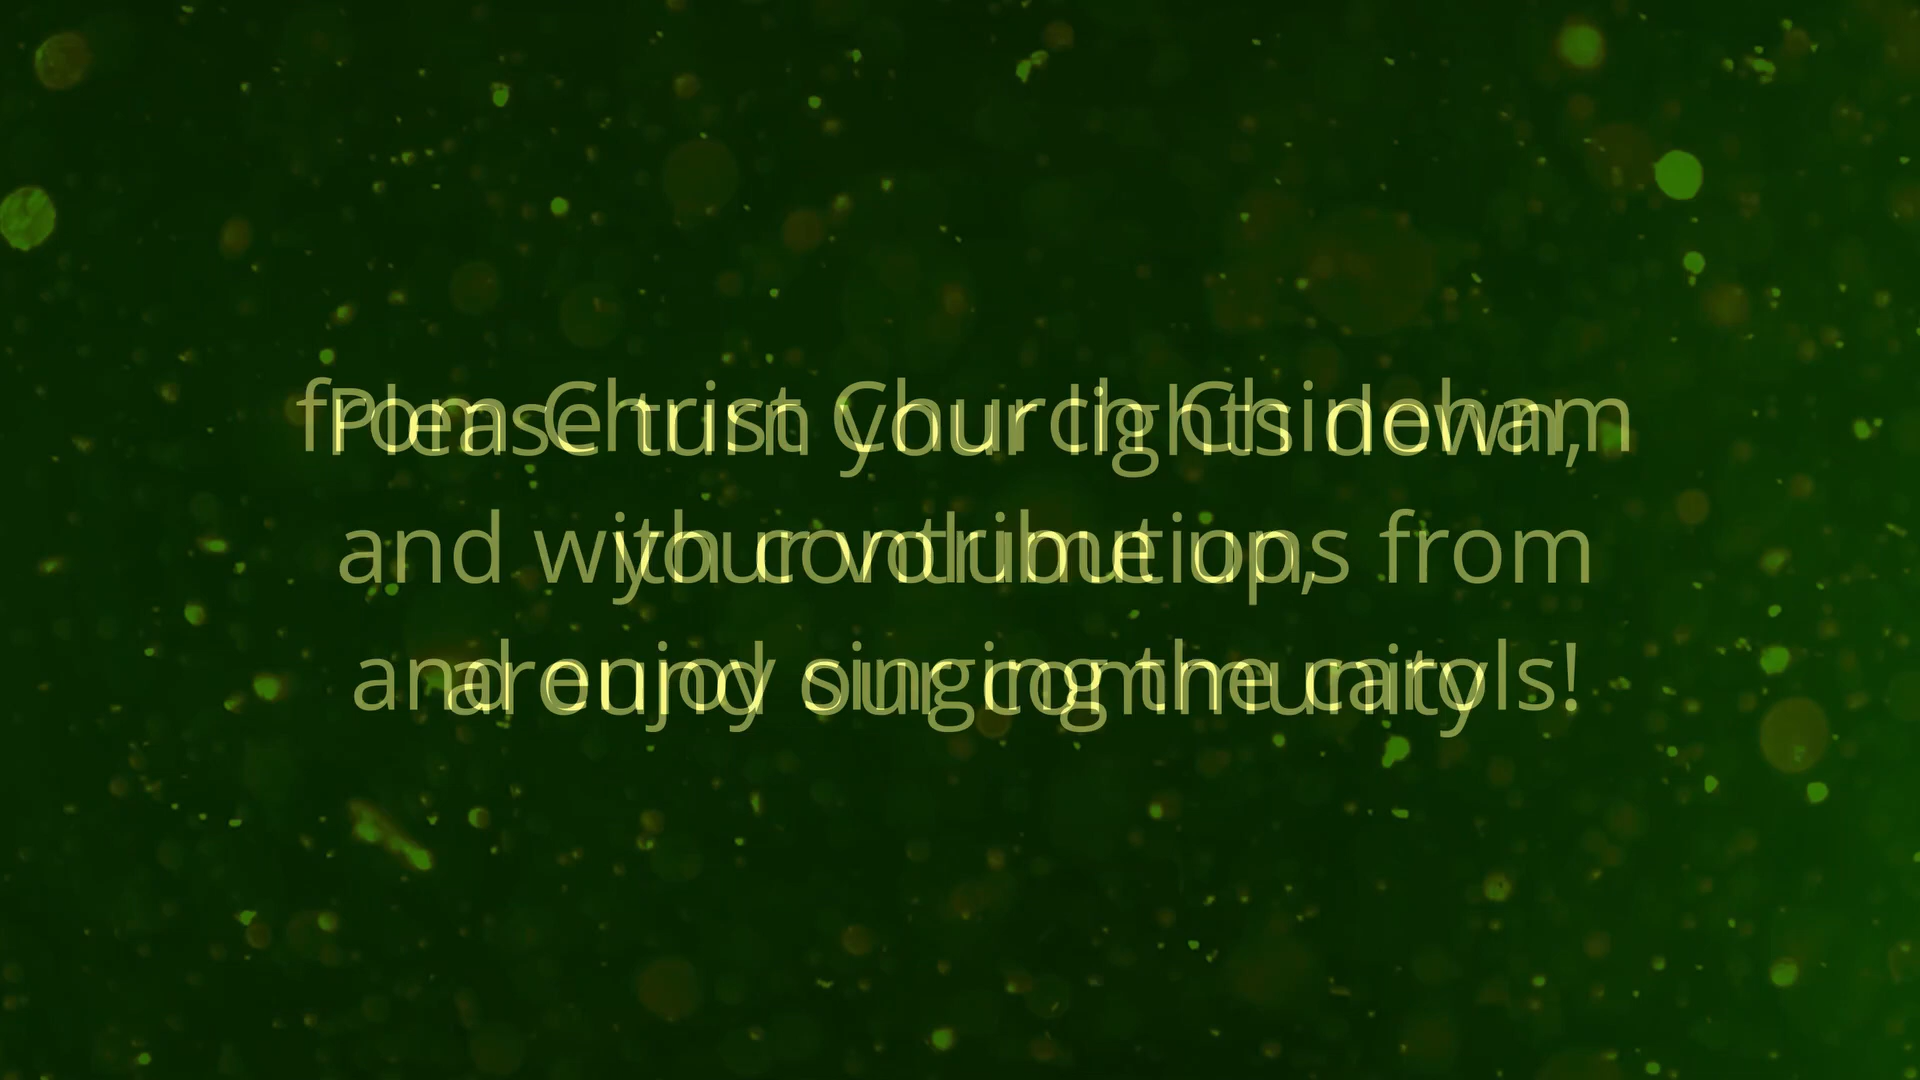 from Christ Church Chineham
and with contributions from
around our community
Please turn your lights down,
your volume up,
and enjoy singing the carols!